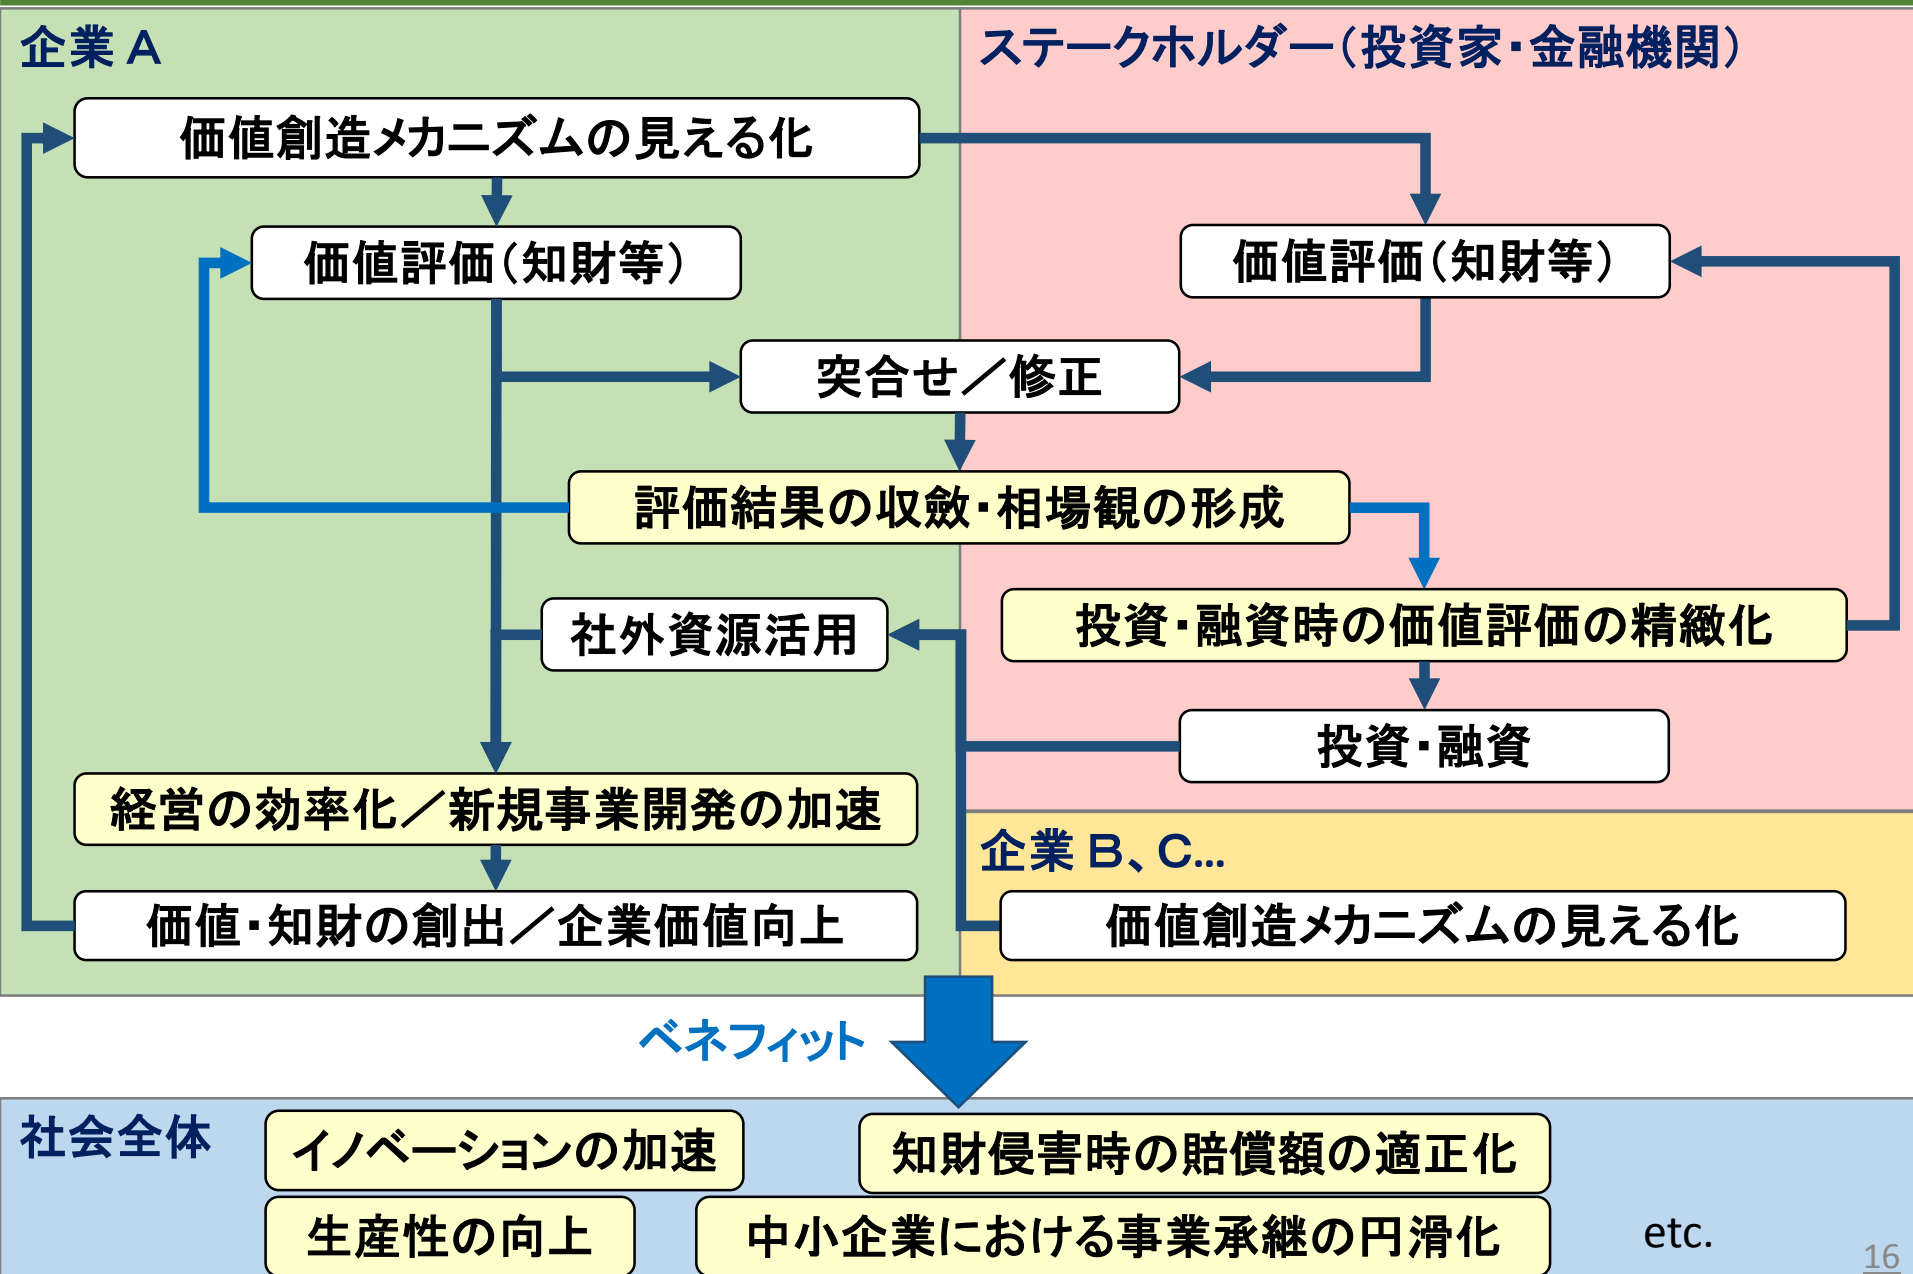 企業 A
ステークホルダー（投資家・金融機関）
価値創造メカニズムの見える化
価値評価（知財等）
価値評価（知財等）
突合せ／修正
評価結果の収斂・相場観の形成
社外資源活用
投資・融資時の価値評価の精緻化
投資・融資
経営の効率化／新規事業開発の加速
企業 B、C...
価値・知財の創出／企業価値向上
価値創造メカニズムの見える化
ベネフィット
社会全体
イノベーションの加速
知財侵害時の賠償額の適正化
生産性の向上
中小企業における事業承継の円滑化
etc.
16